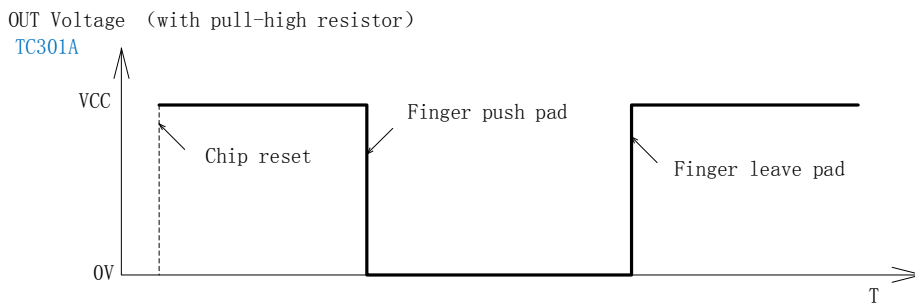 OUT Voltage （with pull-high resistor）
TC301A
VCC
Finger push pad
Chip reset
Finger leave pad
0V
T